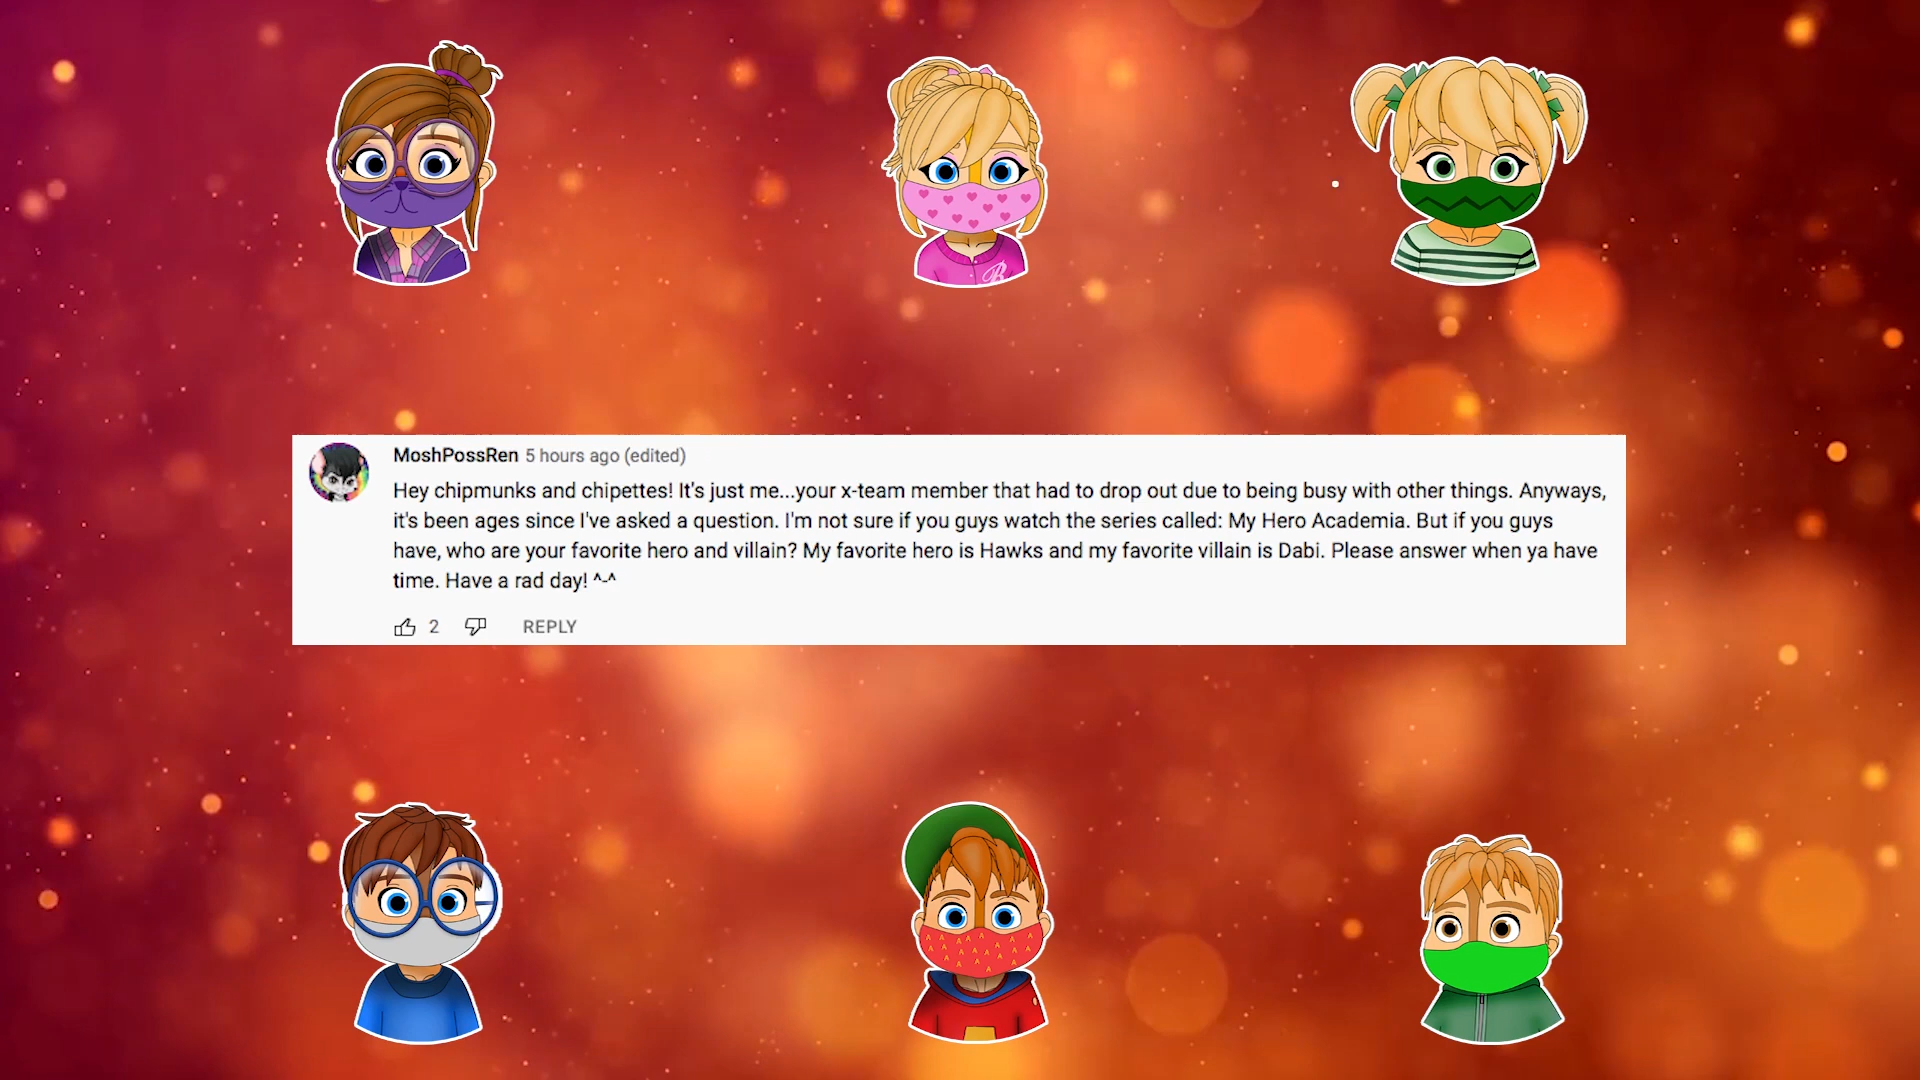 MoshPossRen 5 hours ago (edited)
Hey chipmunks and chipettes! It's just me...your x-team member that had to drop out due to being busy with other things. Anyways,
it's been ages since I've asked a question. I'm not sure if you guys watch the series called: My Hero Academia. But if you guys
have, who are your favorite hero and villain? My favorite hero is Hawks and my favorite villain is Dabi. Please answer when ya have
time. Have a rad day! ^-^
2 REPLY
B